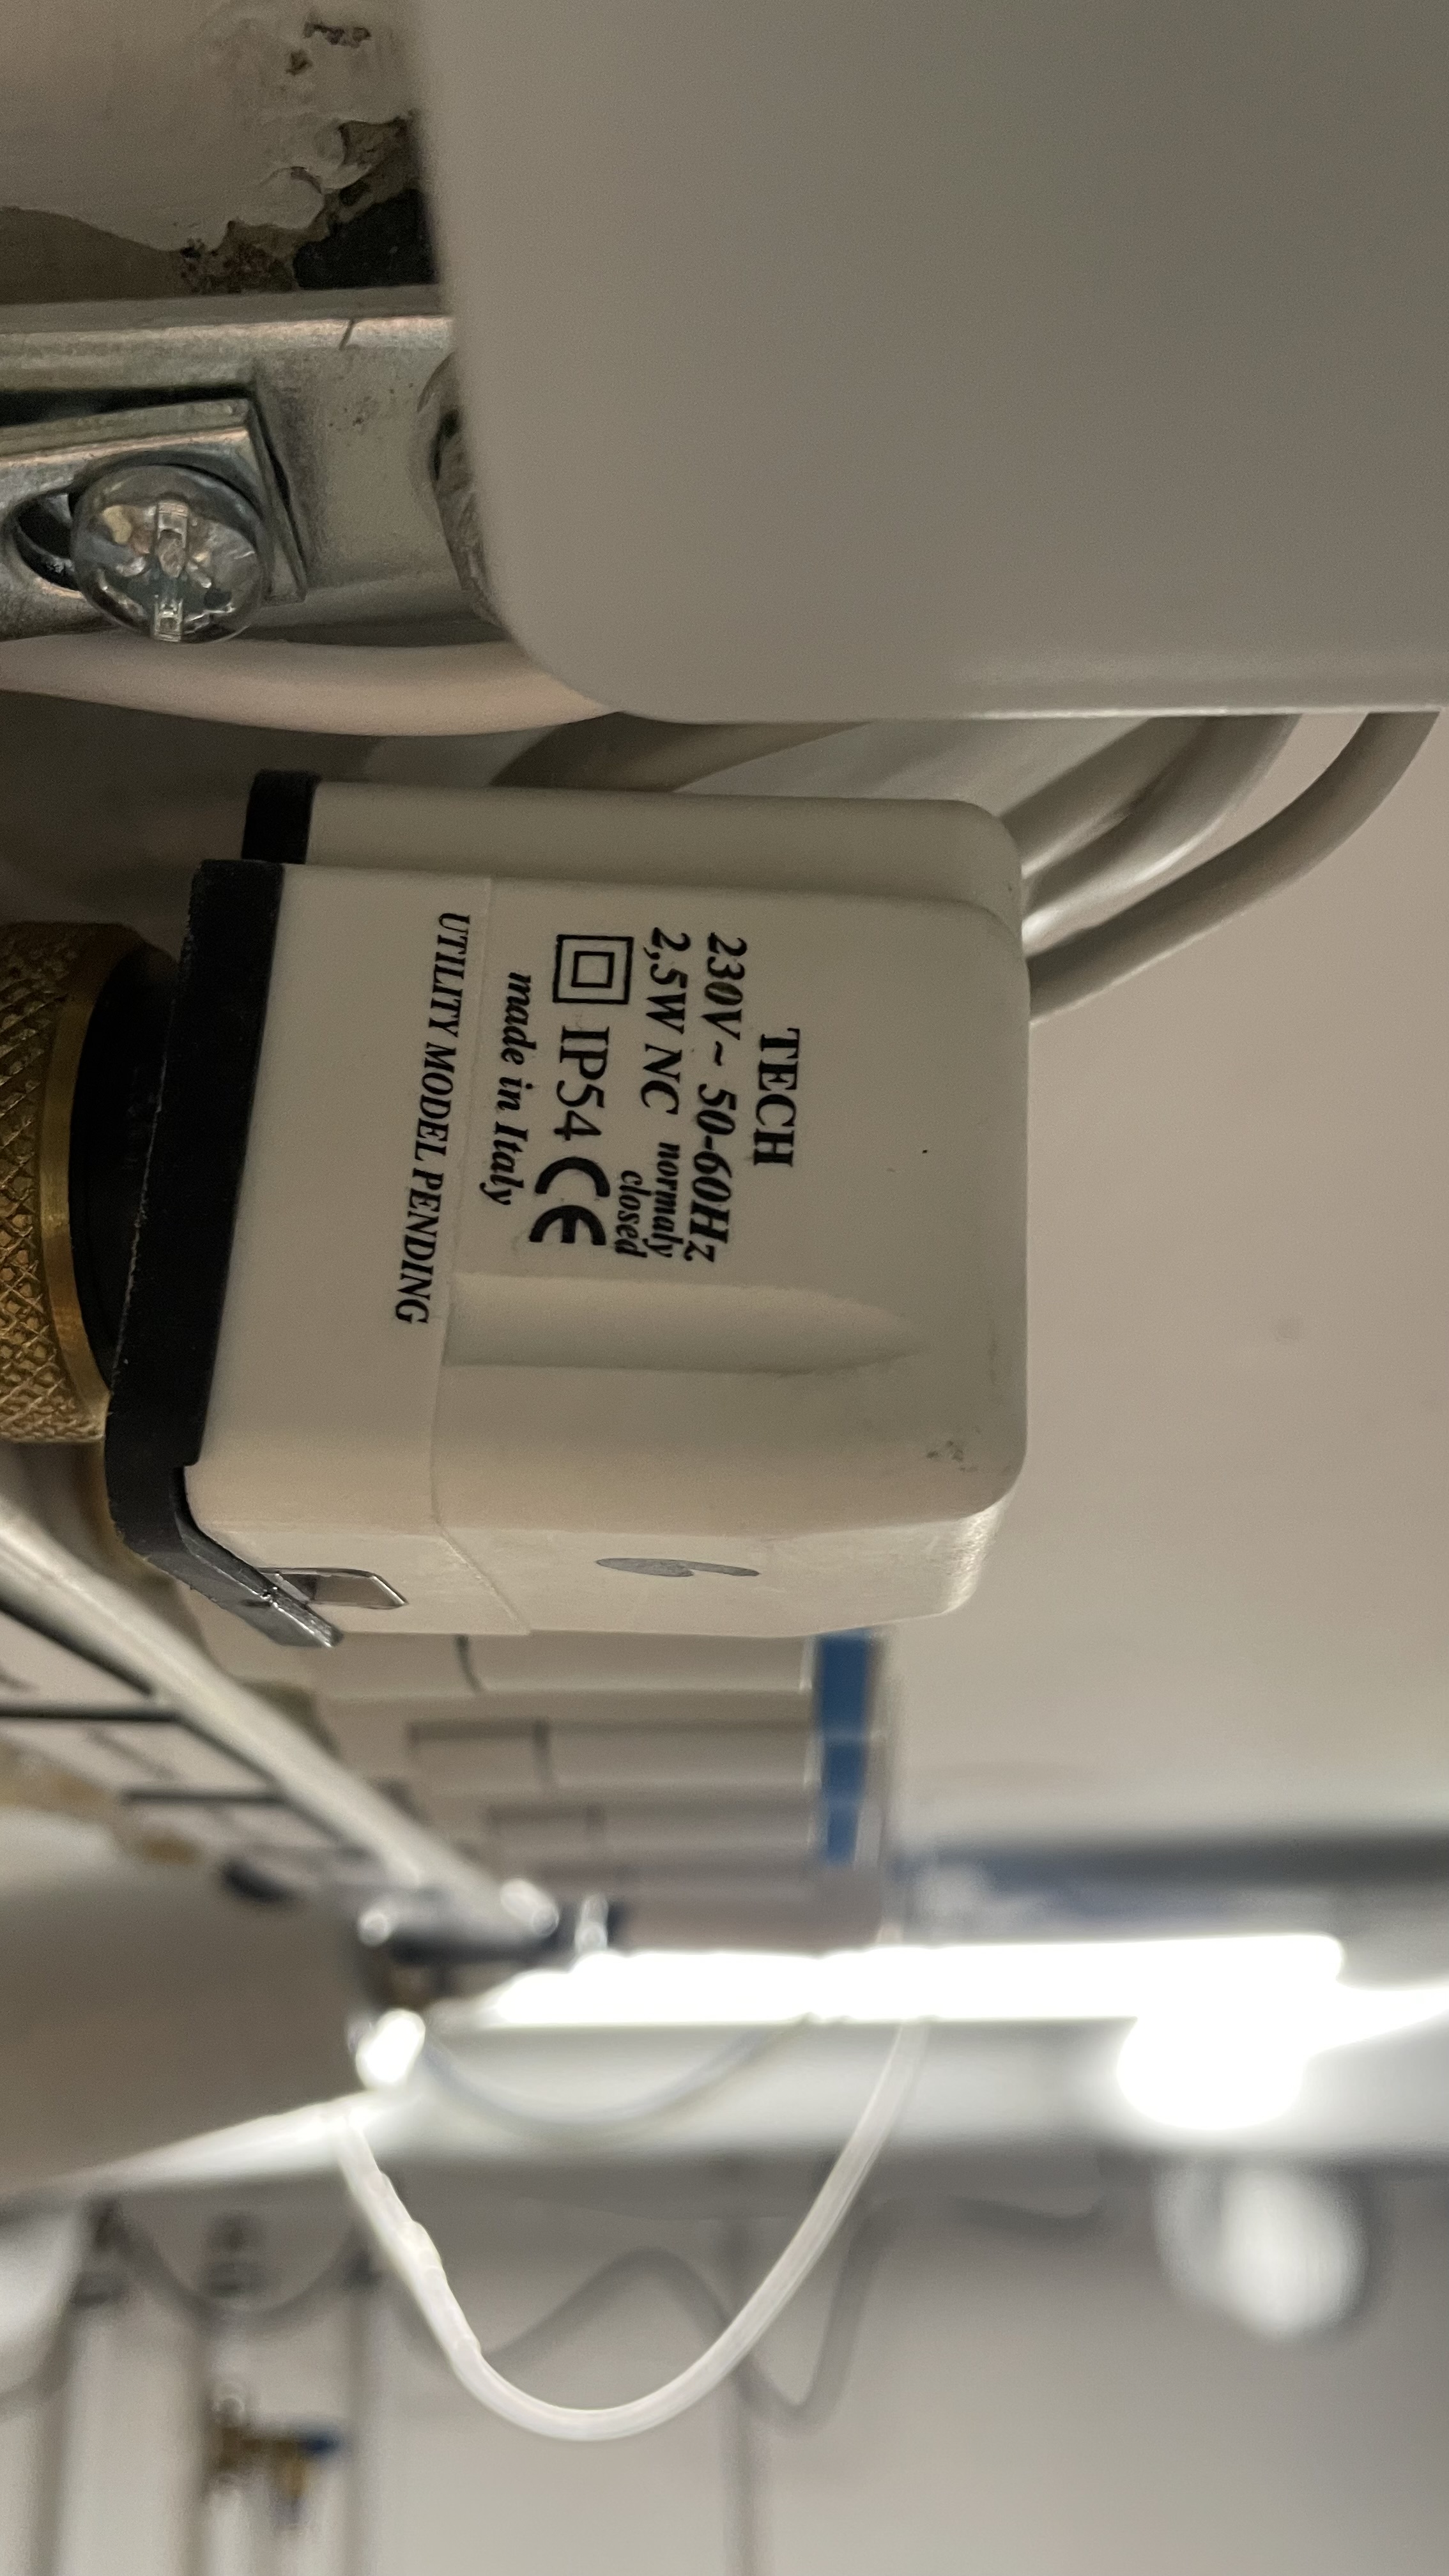 TECH
230V ~ 50-60Hz
2,5W NC normaly
closed
IP54 CE
made in Italy
UTILITY MODEL PENDING